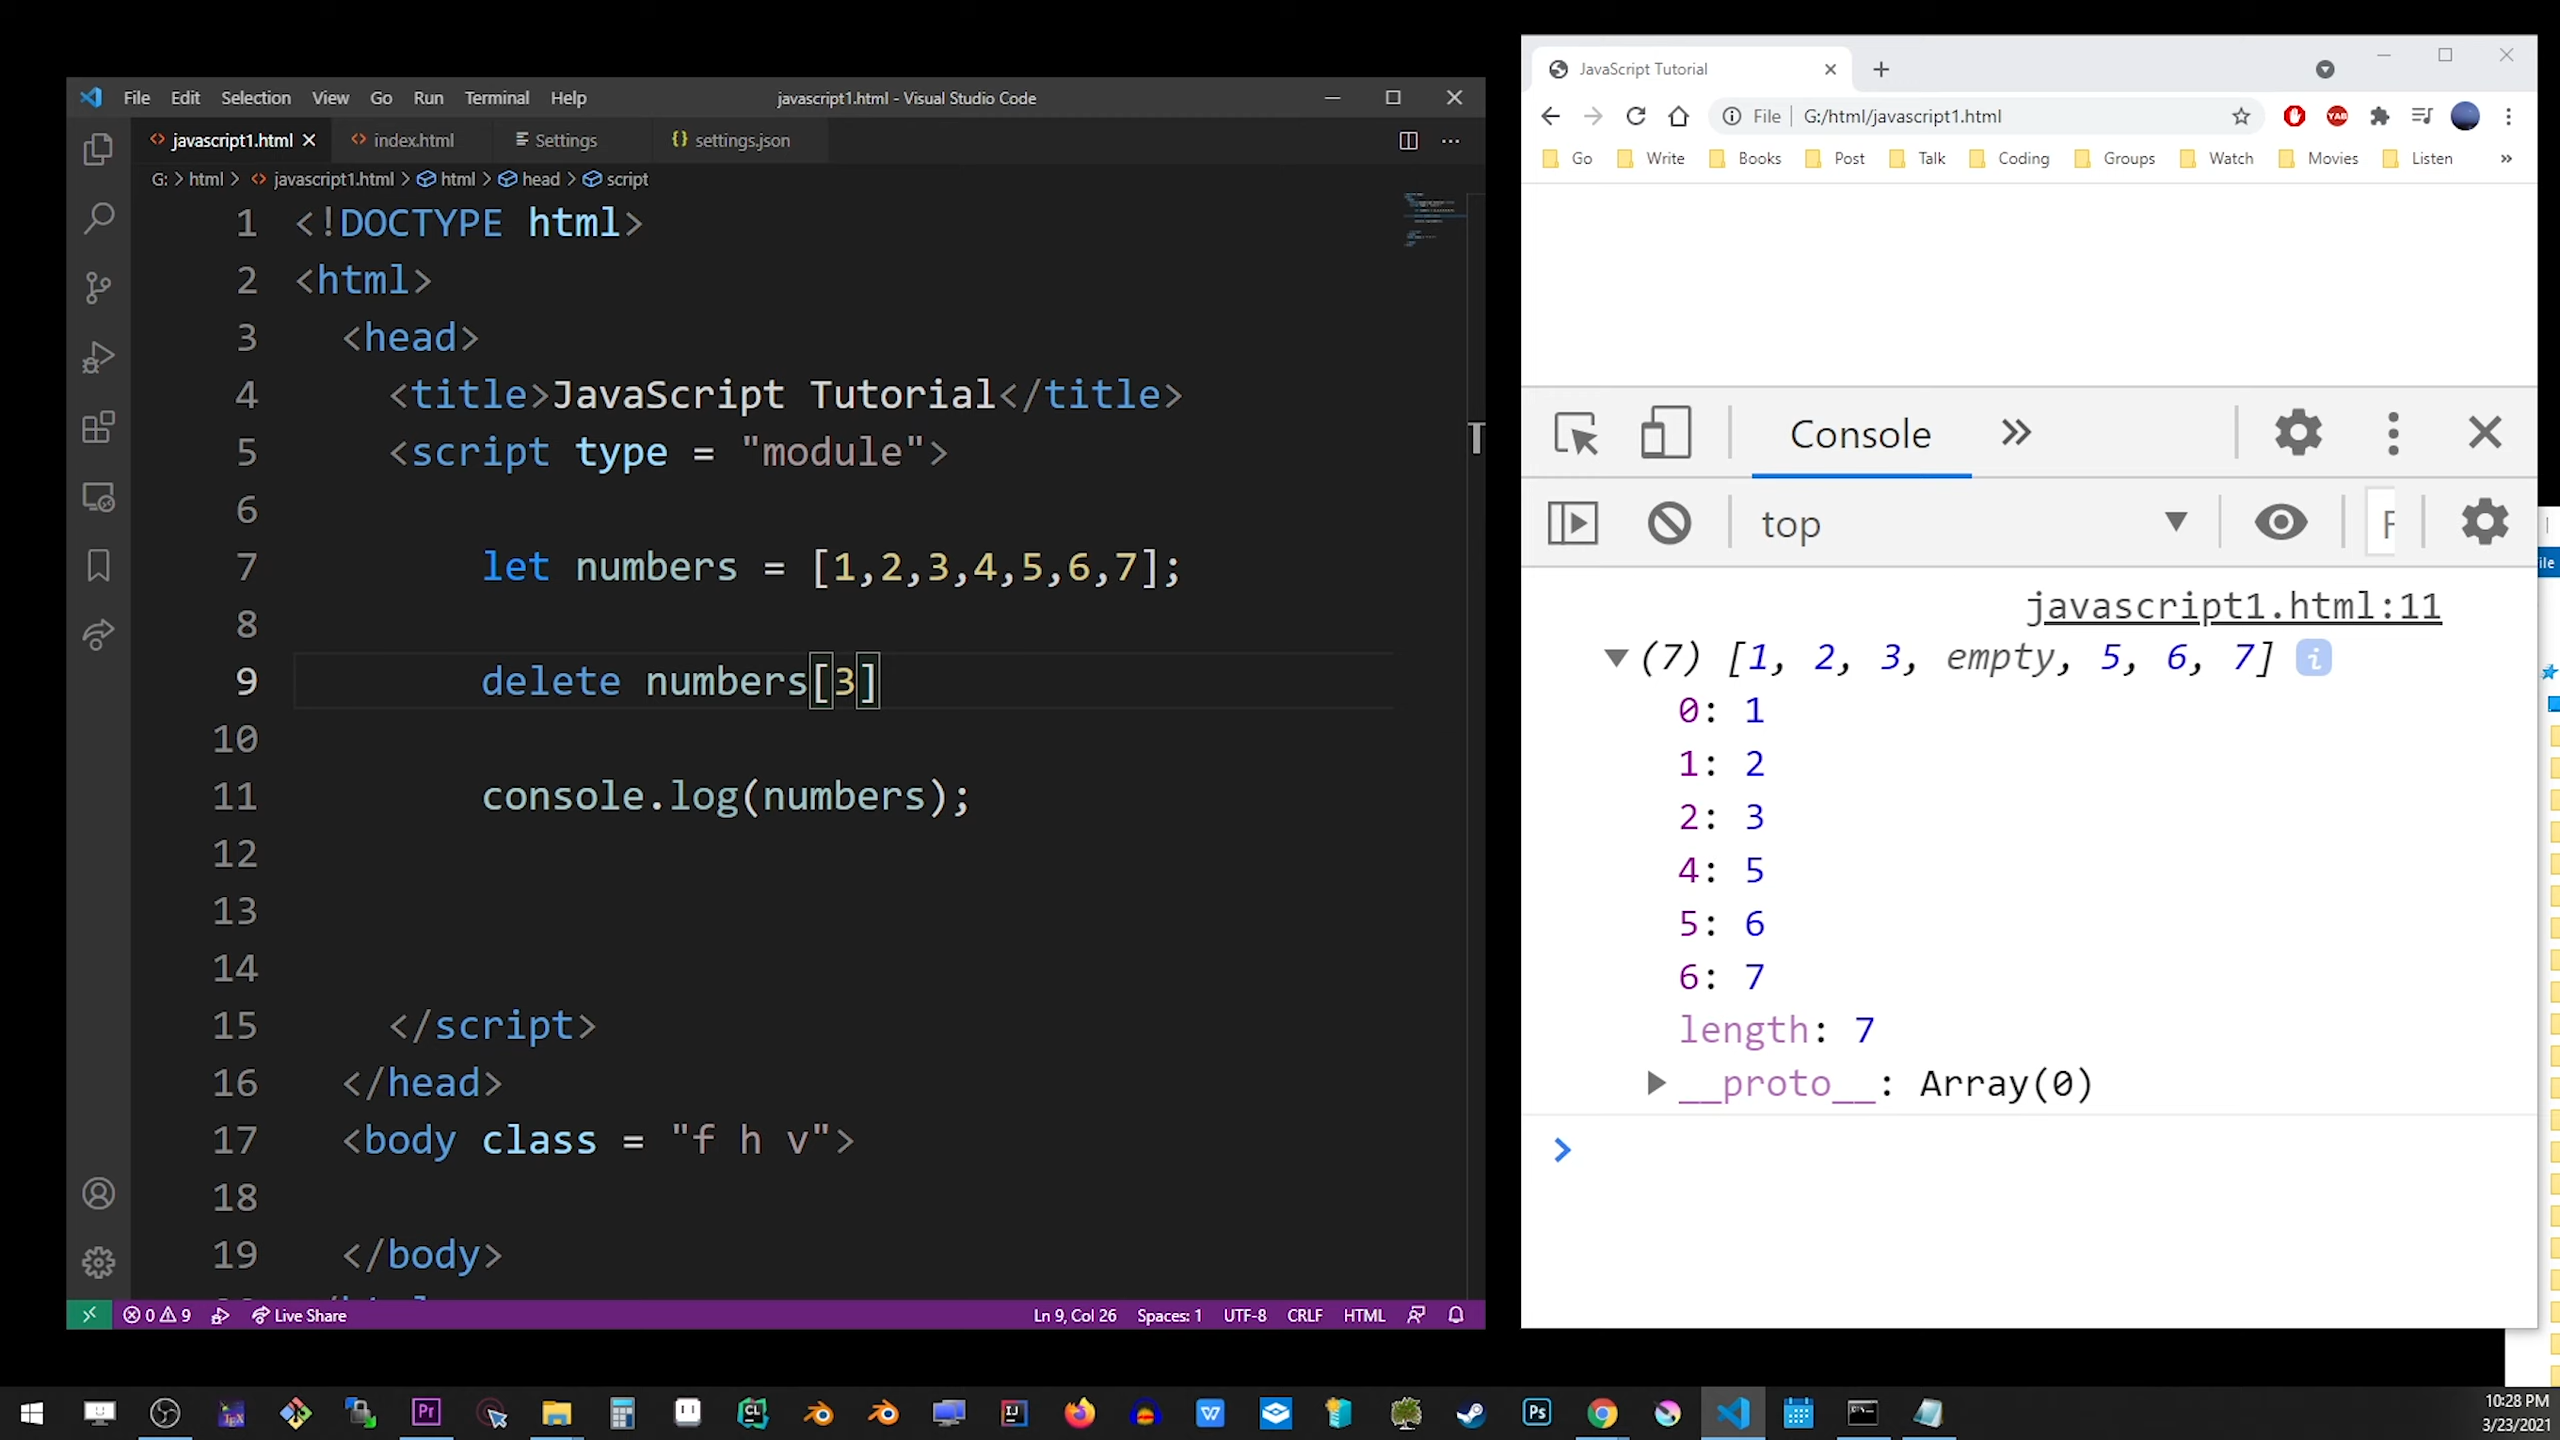 File Edit Selection View Go Run Terminal Help javascript1.html - Visual Studio Code
javascript1.html index.html Settings settings.json
G: > html > javascript1.html > html > head > script
1 <!DOCTYPE html>
2 <html>
3 <head>
4 <title>JavaScript Tutorial</title>
5 <script type = "module">
6
7 let numbers = [1,2,3,4,5,6,7];
8
9 delete numbers[3]
10
11 console.log(numbers);
12
13
14
15 </script>
16 </head>
17 <body class = "f h v">
18
19 </body>
0 9 Live Share Ln 9, Col 26 Spaces: 1 UTF-8 CRLF HTML
JavaScript Tutorial
File G:/html/javascript1.html
Go Write Books Post Talk Coding Groups Watch Movies Listen »
Console
top F
javascript1.html:11
(7) [1, 2, 3, empty, 5, 6, 7] i
0: 1
1: 2
2: 3
4: 5
5: 6
6: 7
length: 7
__proto__: Array(0)
10:28 PM
3/23/2021